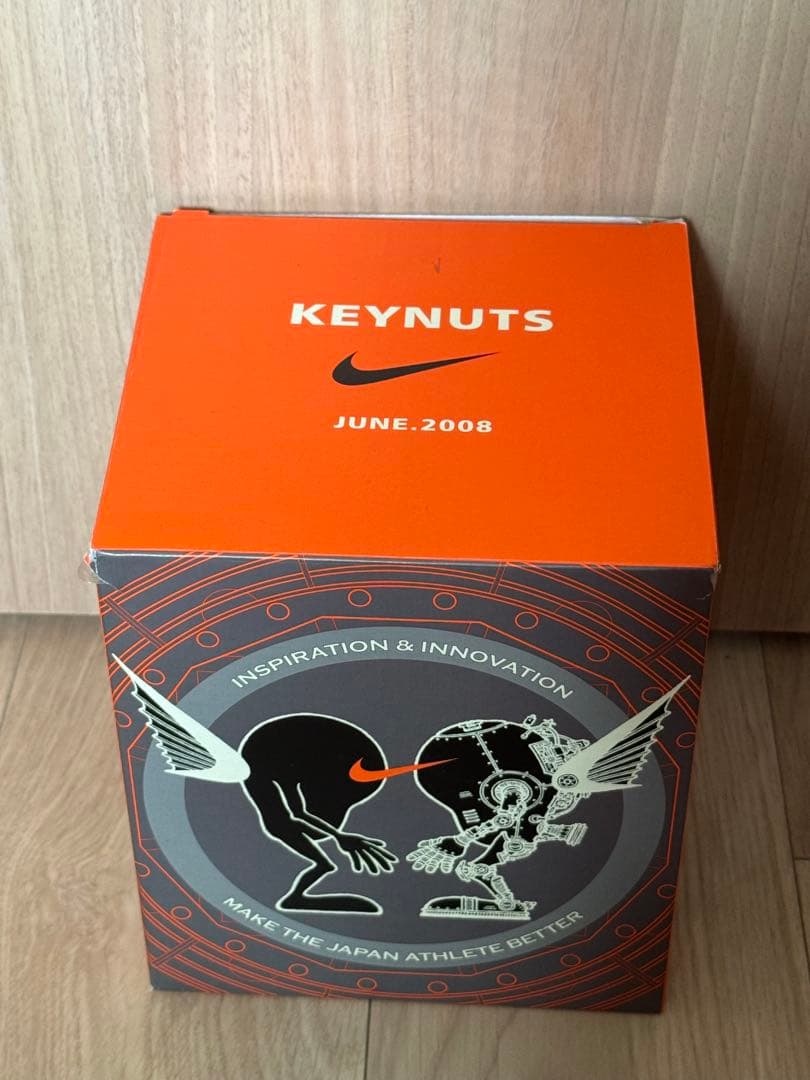 KEYNUTS
JUNE.2008
INSPIRATION & INNOVATION
MAKE THE JAPAN ATHLETE BETTER